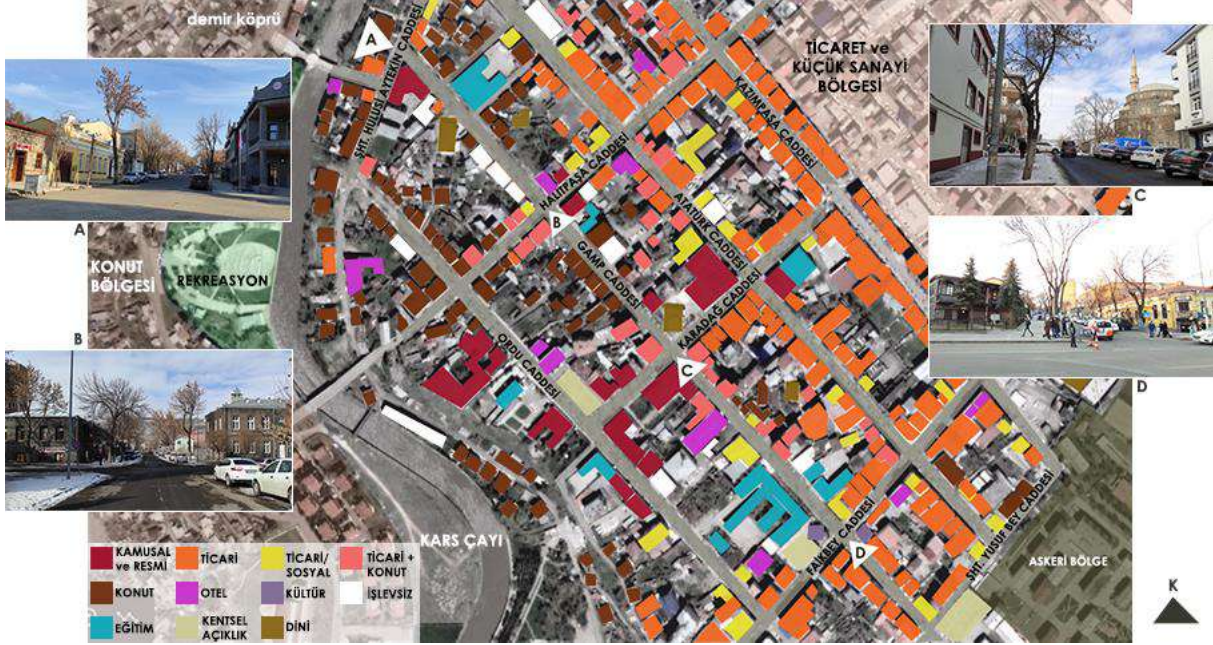 demir köprü
A
SHT. HULUSİ AYTEKİN CADDESİ
TİCARET ve
KÜÇÜK SANAYİ
BÖLGESİ
KAZIMPAŞA CADDESİ
C
A
HALİTPAŞA CADDESİ
B
ATATÜRK CADDESİ
GAMP CADDESİ
KONUT
BÖLGESİ
REKREASYON
KARADAĞ CADDESİ
B
ORDU CADDESİ
C
D
KARS ÇAYI
FAİKBEY CADDESİ
D
SHT. YUSUF BEY CADDESİ
ASKERİ BÖLGE
KAMUSAL
ve RESMİ
TİCARİ
TİCARİ/
SOSYAL
TİCARİ +
KONUT
KONUT
OTEL
KÜLTÜR
İŞLEVSİZ
EĞİTİM
KENTSEL
AÇIKLIK
DİNİ
K